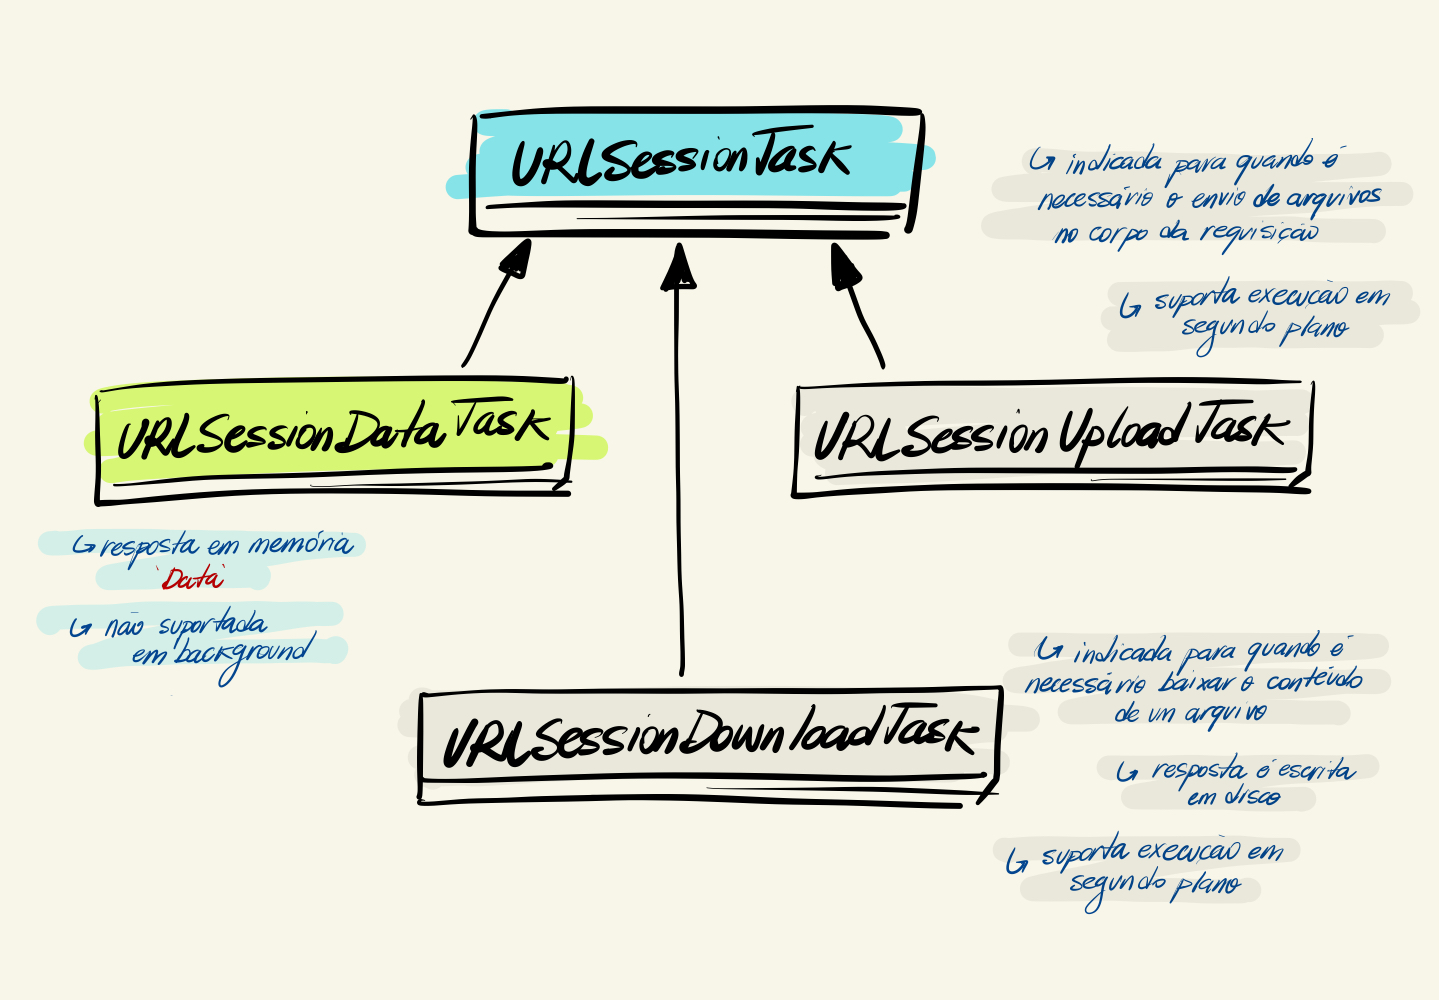 URLSessionTask
↳ indicada para quando é
necessário o envio de arquivos
no corpo da requisição
↳ suporta execução em
segundo plano
URLSessionDataTask
URLSessionUploadTask
↳ resposta em memória
`Data`
↳ não suportada
em background
URLSessionDownloadTask
↳ indicada para quando é
necessário baixar o conteúdo
de um arquivo
↳ resposta é escrita
em disco
↳ suporta execução em
segundo plano